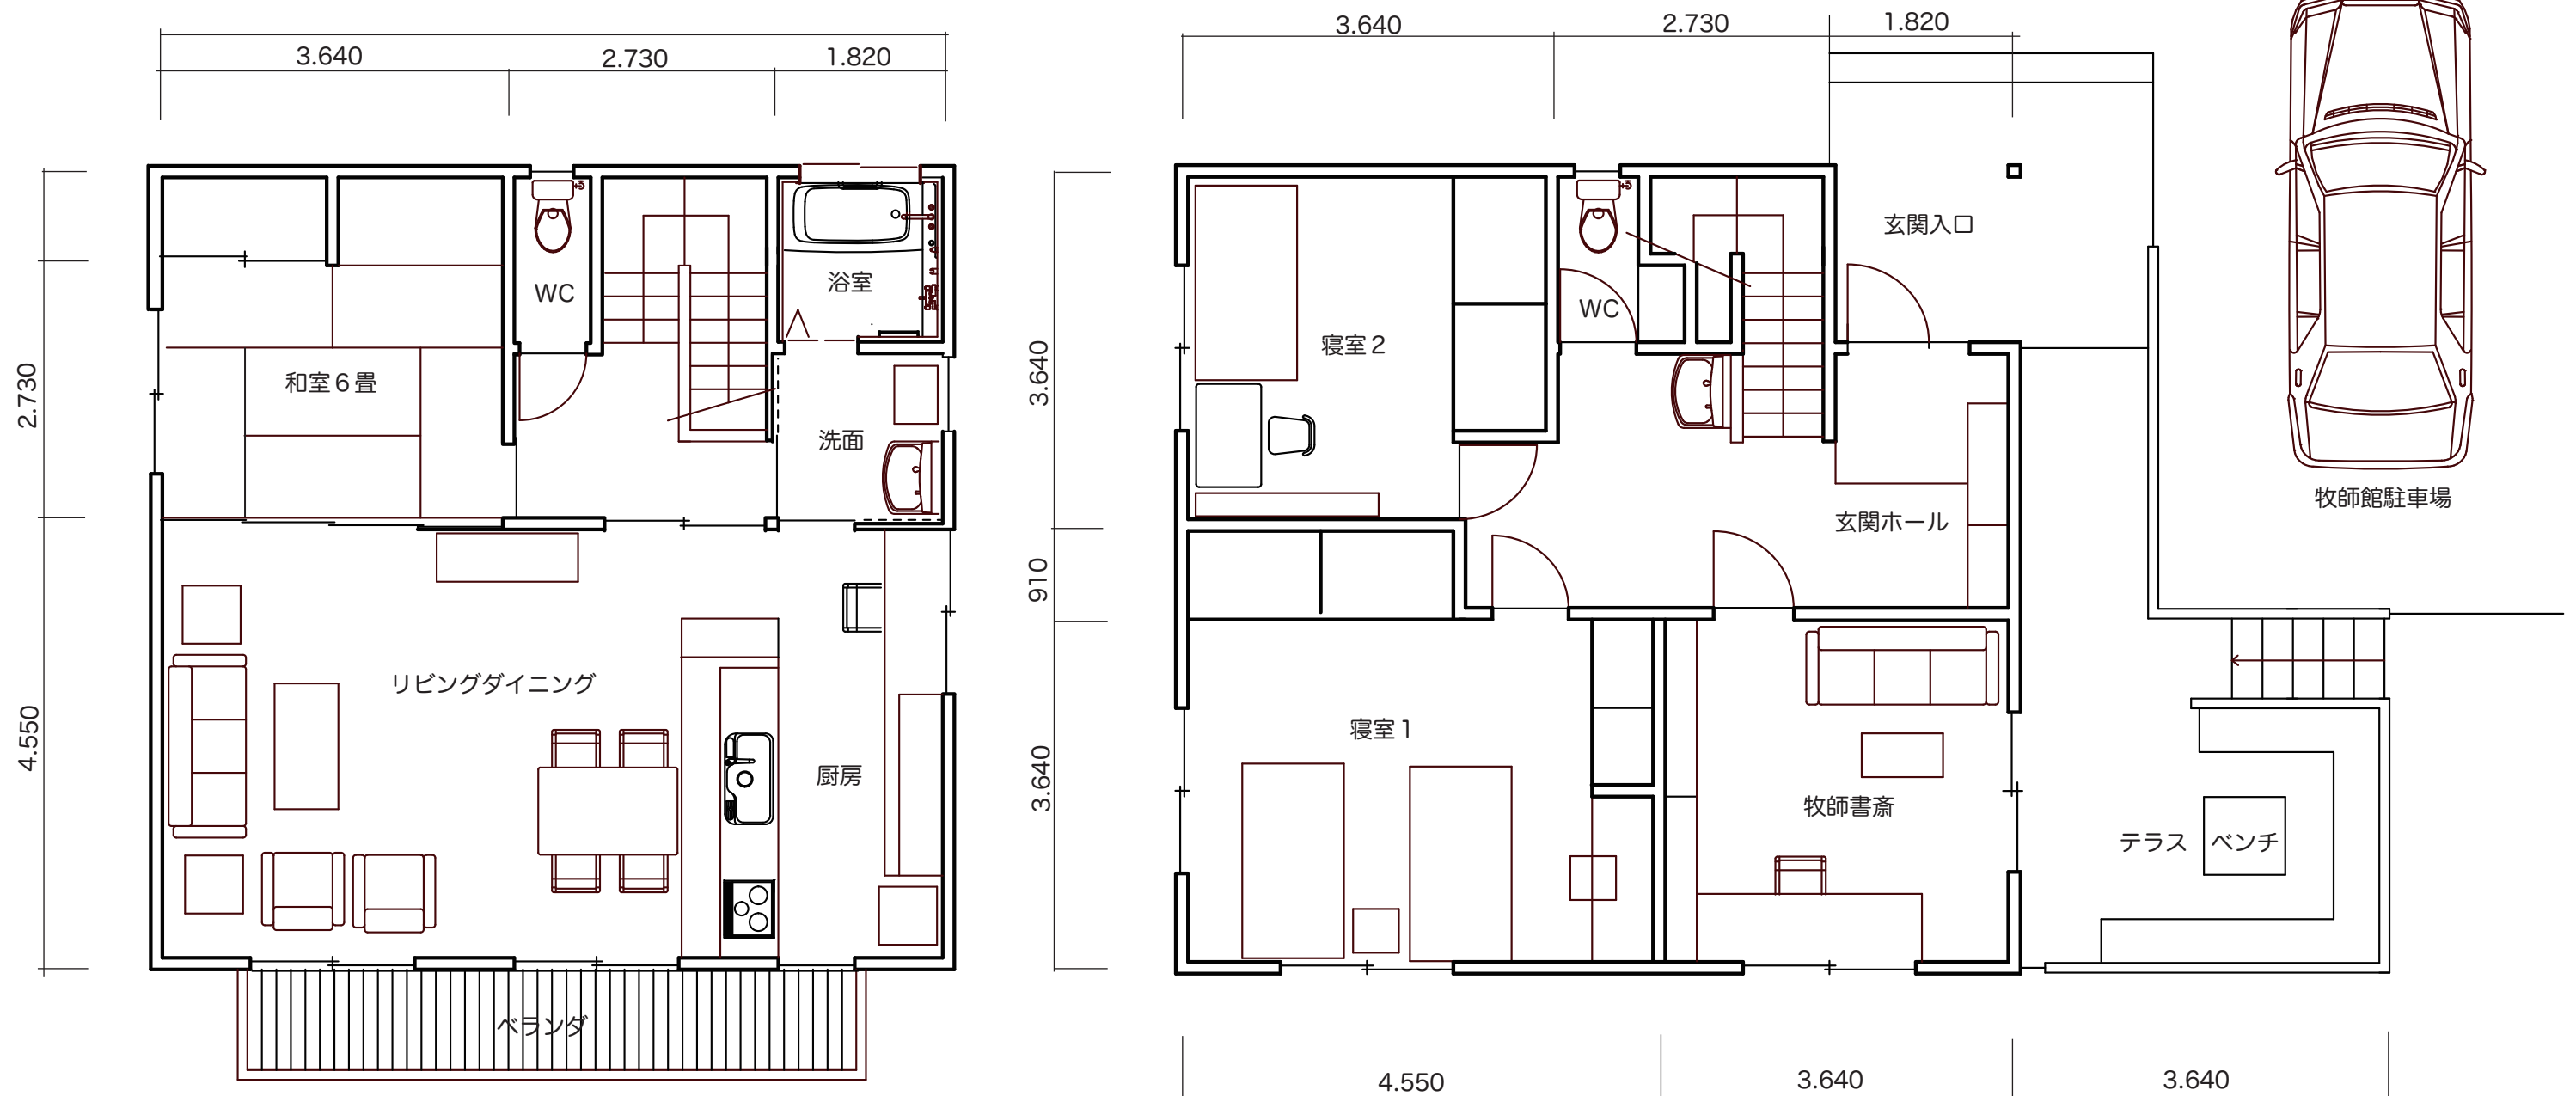 3.640
2.730
1.820
2.730
4.550
WC
浴室
和室6畳
洗面
リビングダイニング
厨房
ベランダ
3.640
2.730
1.820
3.640
910
3.640
玄関入口
WC
寝室2
玄関ホール
牧師館駐車場
寝室1
牧師書斎
テラス
ベンチ
4.550
3.640
3.640